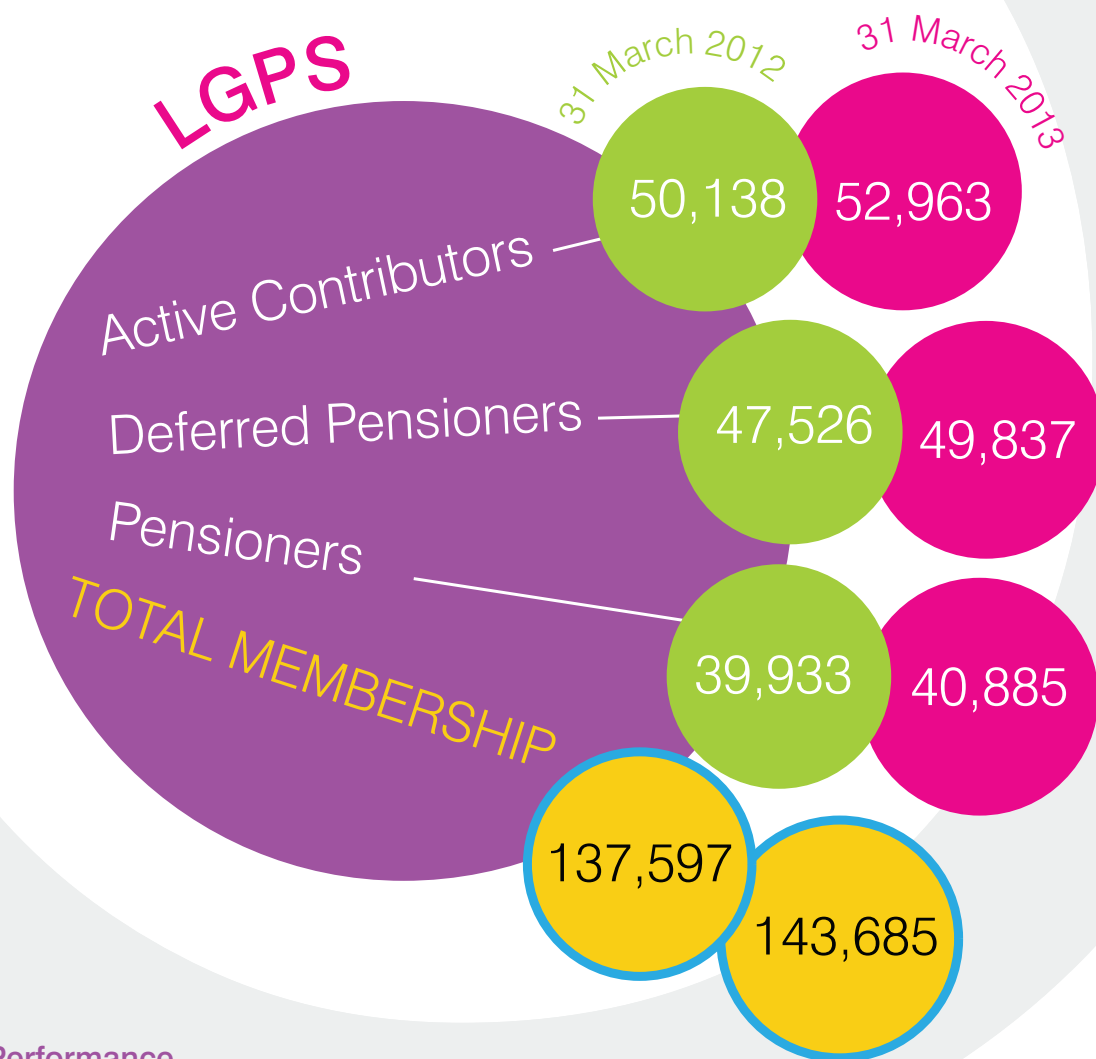 LGPS
31 March 2012
31 March 2013
Active Contributors
50,138
52,963
Deferred Pensioners
47,526
49,837
Pensioners
39,933
40,885
TOTAL MEMBERSHIP
137,597
143,685
Performance